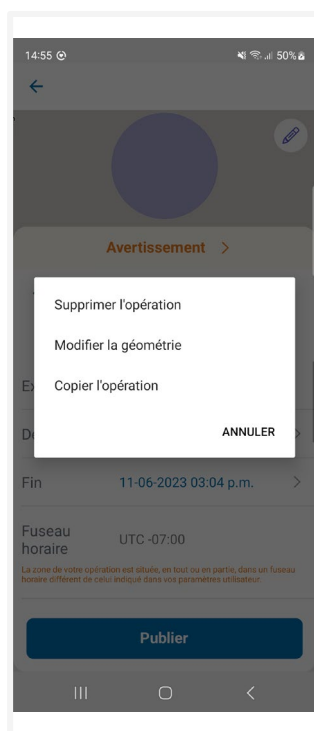 14:55
50%
Avertissement >
Supprimer l'opération
Modifier la géométrie
Copier l'opération
ANNULER
Fin 11-06-2023 03:04 p.m. >
Fuseau
horaire UTC -07:00
La zone de votre opération est située, en tout ou en partie, dans un fuseau
horaire différent de celui indiqué dans vos paramètres utilisateur.
Publier